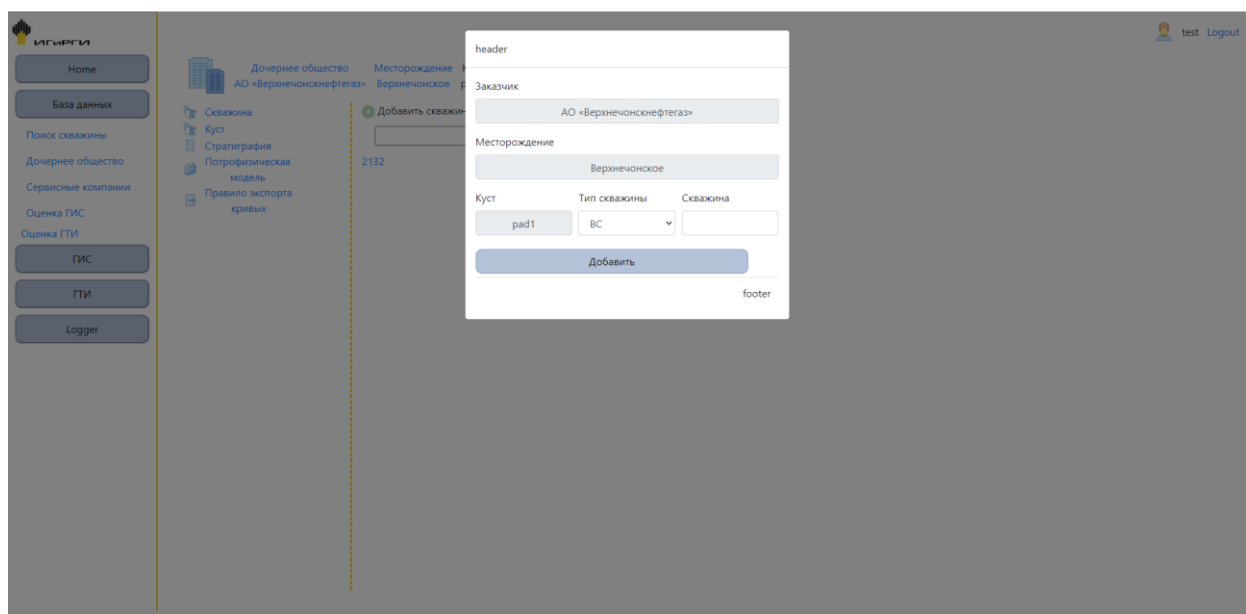 ИГиРГИ
test Logout
Home
База данных
Поиск скважины
Дочернее общество
Сервисные компании
Оценка ГИС
Оценка ГТИ
ГИС
ГТИ
Logger
Дочернее общество Месторождение
АО «Верхнечонскнефтегаз» Верхнечонское
Скважина
Куст
Стратиграфия
Потрофизическая
модель
Правило экспорта
кривых
Добавить скважин
2132
header
Заказчик
АО «Верхнечонскнефтегаз»
Месторождение
Верхнечонское
Куст Тип скважины Скважина
pad1 ВС
Добавить
footer